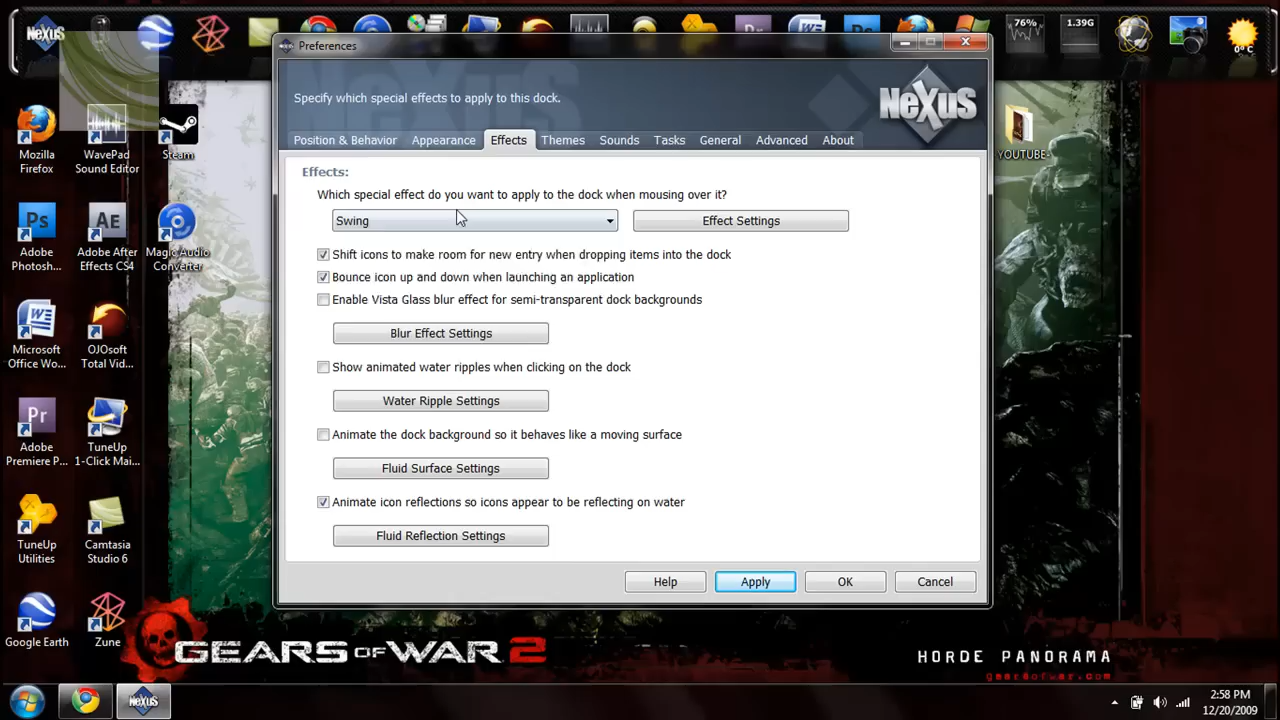 NeXuS
76%
1.39G
0° C
Preferences
Specify which special effects to apply to this dock.
NeXuS
Position & Behavior
Appearance
Effects
Themes
Sounds
Tasks
General
Advanced
About
Effects:
Which special effect do you want to apply to the dock when mousing over it?
Swing
Effect Settings
Shift icons to make room for new entry when dropping items into the dock
Bounce icon up and down when launching an application
Enable Vista Glass blur effect for semi-transparent dock backgrounds
Blur Effect Settings
Show animated water ripples when clicking on the dock
Water Ripple Settings
Animate the dock background so it behaves like a moving surface
Fluid Surface Settings
Animate icon reflections so icons appear to be reflecting on water
Fluid Reflection Settings
Help
Apply
OK
Cancel
Mozilla
Firefox
WavePad
Sound Editor
Steam
Ps
Adobe
Photosh...
AE
Adobe After
Effects CS4
Magic Audio
Converter
Microsoft
Office Wo...
OJOsoft
Total Vid...
Pr
Adobe
Premiere P...
TuneUp
1-Click Mai...
TuneUp
Utilities
Camtasia
Studio 6
Google Earth
Zune
YOUTUBE-
GEARS OF WAR 2
HORDE PANORAMA
gearsofwar.com
2:58 PM
12/20/2009